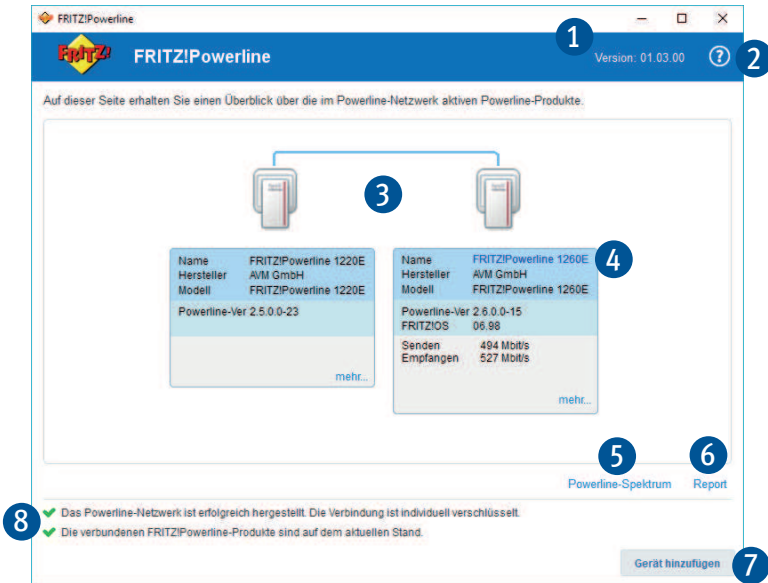 FRITZ!Powerline
1
FRITZ!
FRITZ!Powerline
Version: 01.03.00
?
2
Auf dieser Seite erhalten Sie einen Überblick über die im Powerline-Netzwerk aktiven Powerline-Produkte.
3
Name FRITZ!Powerline 1220E
Hersteller AVM GmbH
Modell FRITZ!Powerline 1220E
Powerline-Ver 2.5.0.0-23
mehr...
Name FRITZ!Powerline 1260E
4
Hersteller AVM GmbH
Modell FRITZ!Powerline 1260E
Powerline-Ver 2.6.0.0-15
FRITZ!OS 06.98
Senden 494 Mbit/s
Empfangen 527 Mbit/s
mehr...
5
6
Powerline-Spektrum Report
8
Das Powerline-Netzwerk ist erfolgreich hergestellt. Die Verbindung ist individuell verschlüsselt.
Die verbundenen FRITZ!Powerline-Produkte sind auf dem aktuellen Stand.
Gerät hinzufügen
7